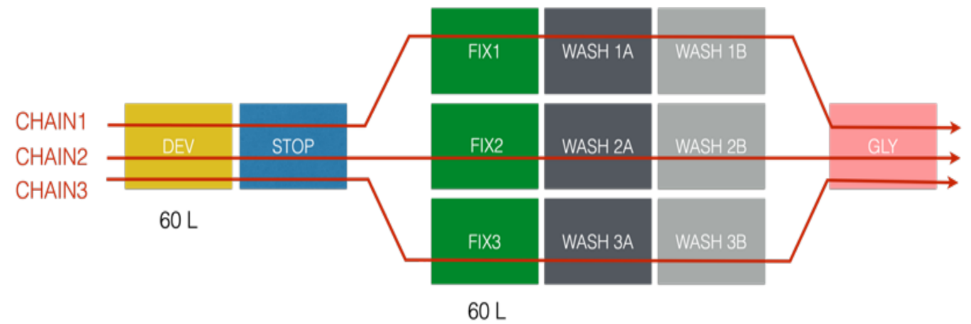 FIX1 WASH 1A WASH 1B
CHAIN1
DEV STOP FIX2 WASH 2A WASH 2B GLY
CHAIN2
CHAIN3
60 L
FIX3 WASH 3A WASH 3B
60 L